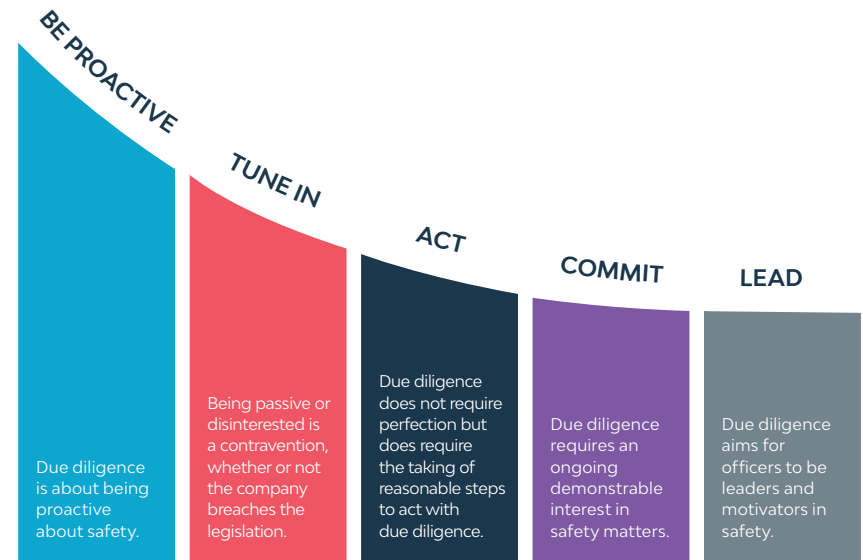 BE PROACTIVE
Due diligence
is about being
proactive
about safety.
TUNE IN
Being passive or
disinterested is
a contravention,
whether or not
the company
breaches the
legislation.
ACT
Due diligence
does not require
perfection but
does require
the taking of
reasonable steps
to act with
due diligence.
COMMIT
Due diligence
requires an
ongoing
demonstrable
interest in
safety matters.
LEAD
Due diligence
aims for
officers to be
leaders and
motivators in
safety.